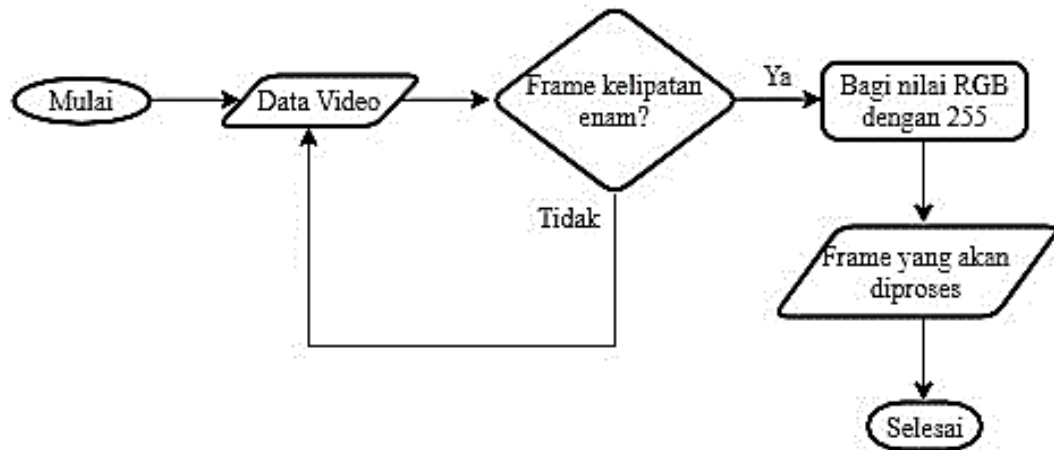 Mulai
Data Video
Frame kelipatan
enam?
Ya
Bagi nilai RGB
dengan 255
Tidak
Frame yang akan
diproses
Selesai